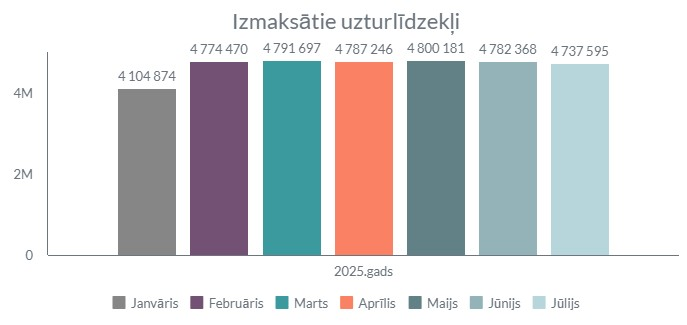 Izmaksātie uzturlīdzekļi
4 104 874
4 774 470
4 791 697
4 787 246
4 800 181
4 782 368
4 737 595
4M
2M
0
2025.gads
Janvāris Februāris Marts Aprīlis Maijs Jūnijs Jūlijs